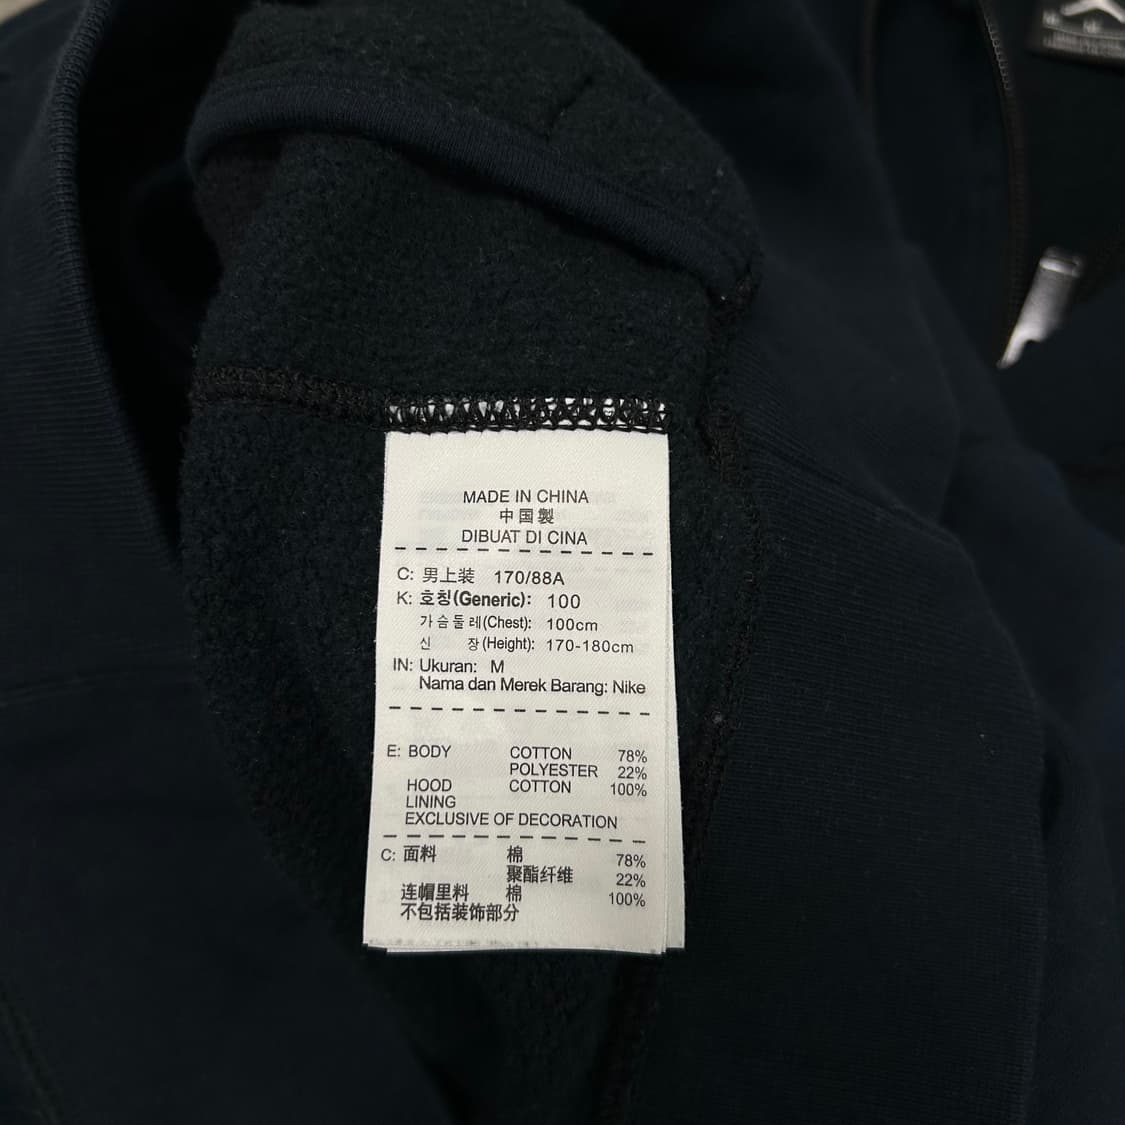 MADE IN CHINA
中国製
DIBUAT DI CINA
C: 男上装 170/88A
K: 호칭(Generic): 100
가슴둘레(Chest): 100cm
신 장(Height): 170-180cm
IN: Ukuran: M
Nama dan Merek Barang: Nike
E: BODY COTTON 78%
POLYESTER 22%
HOOD COTTON 100%
LINING
EXCLUSIVE OF DECORATION
C: 面料 棉 78%
聚酯纤维 22%
连帽里料 棉 100%
不包括装饰部分